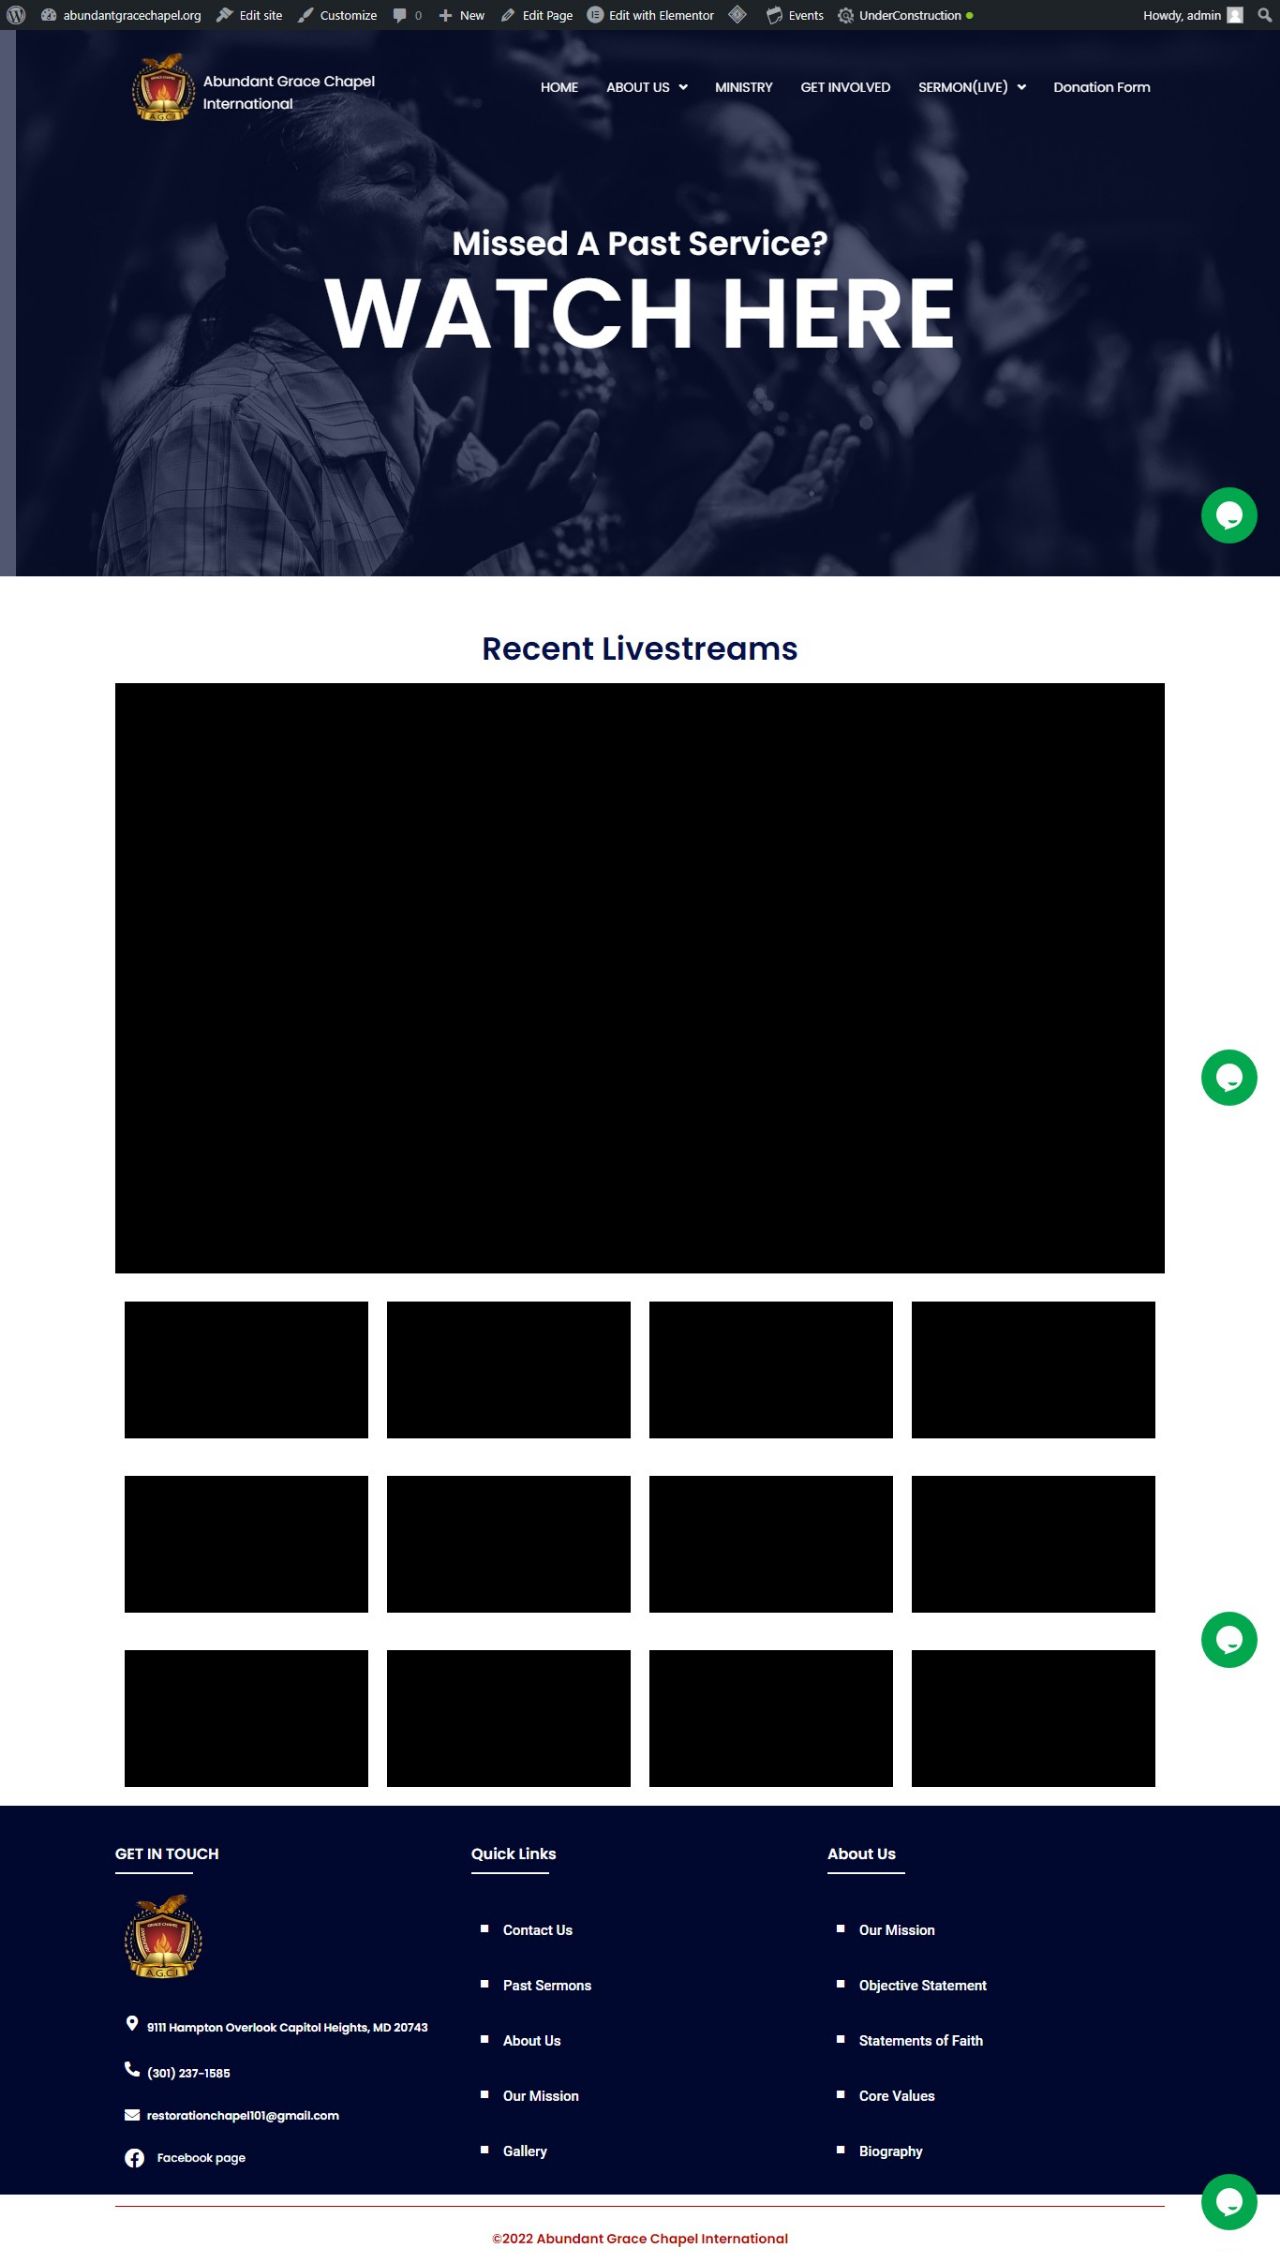 abundantgracechapel.org Edit site Customize 0 New Edit Page Edit with Elementor Events UnderConstruction Howdy, admin
Abundant Grace Chapel
International
HOME ABOUT US MINISTRY GET INVOLVED SERMON(LIVE) Donation Form
Missed A Past Service?
WATCH HERE
Recent Livestreams
GET IN TOUCH
A.G.C.I
9111 Hampton Overlook Capitol Heights, MD 20743
(301) 237-1585
restorationchapel101@gmail.com
Facebook page
Quick Links
Contact Us
Past Sermons
About Us
Our Mission
Gallery
About Us
Our Mission
Objective Statement
Statements of Faith
Core Values
Biography
©2022 Abundant Grace Chapel International